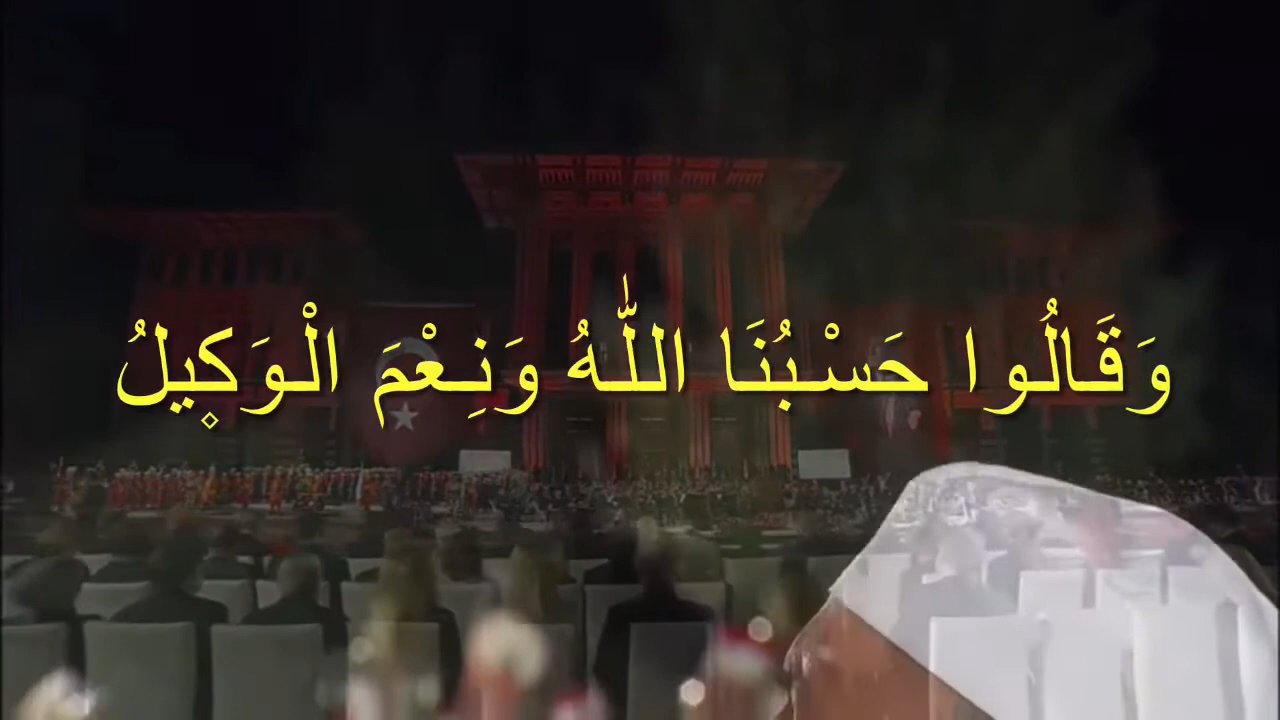 وَقَالُوا حَسْبُنَا اللّٰهُ وَنِعْمَ الْوَكٖيلُ